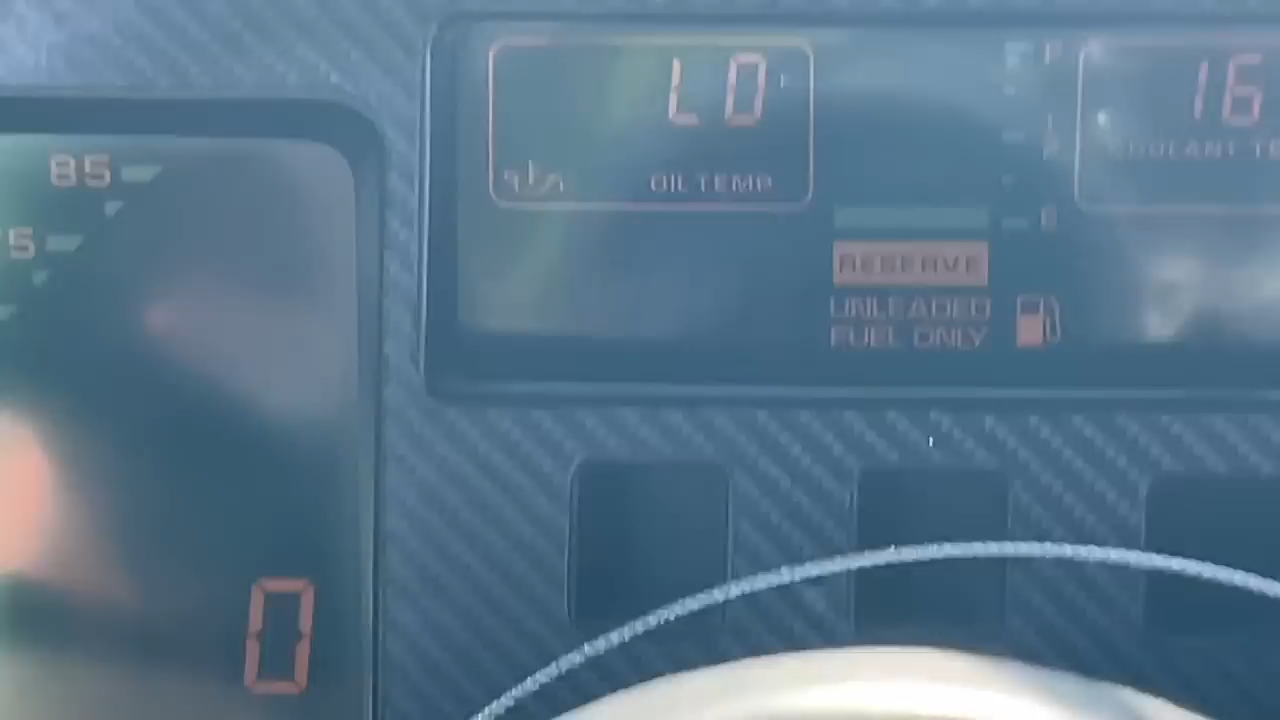 85
5
0
LO
OIL TEMP
F
E
RESERVE
UNLEADED
FUEL ONLY
16
COOLANT TE